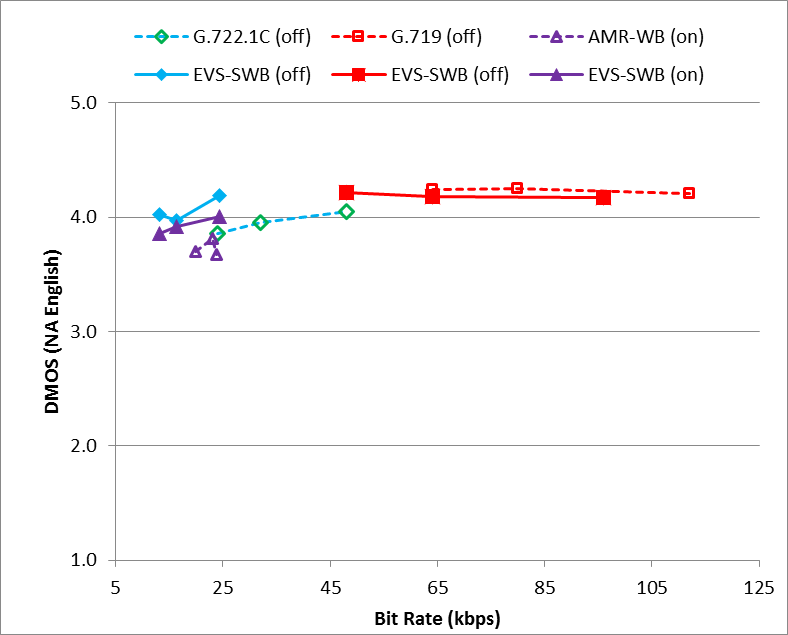 G.722.1C (off) G.719 (off) AMR-WB (on)
EVS-SWB (off) EVS-SWB (off) EVS-SWB (on)
5.0
4.0
3.0
2.0
1.0
DMOS (NA English)
5 25 45 65 85 105 125
Bit Rate (kbps)